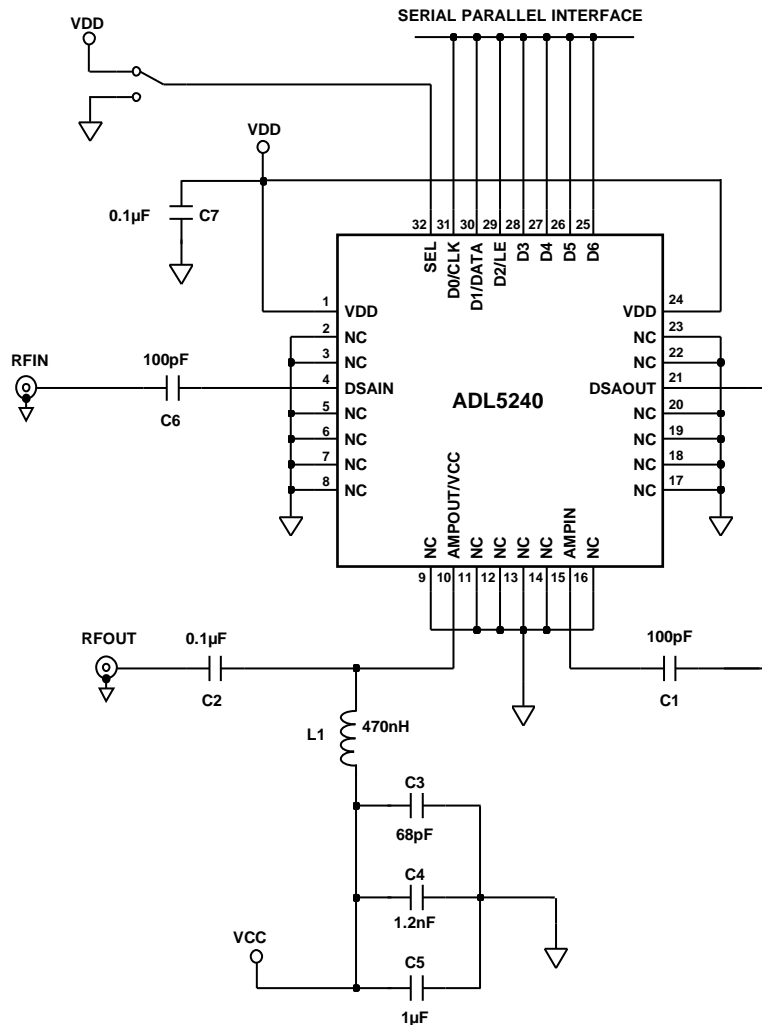 SERIAL PARALLEL INTERFACE
VDD
VDD
0.1µF
C7
32 31 30 29 28 27 26 25
SEL
D0/CLK
D1/DATA
D2/LE
D3
D4
D5
D6
1 VDD
2 NC
3 NC
4 DSAIN
5 NC
6 NC
7 NC
8 NC
RFIN
100pF
C6
ADL5240
VDD 24
NC 23
NC 22
DSAOUT 21
NC 20
NC 19
NC 18
NC 17
NC
AMPOUT/VCC
NC
NC
NC
NC
AMPIN
NC
9 10 11 12 13 14 15 16
RFOUT
0.1µF
C2
100pF
C1
L1
470nH
C3
68pF
C4
1.2nF
VCC
C5
1µF